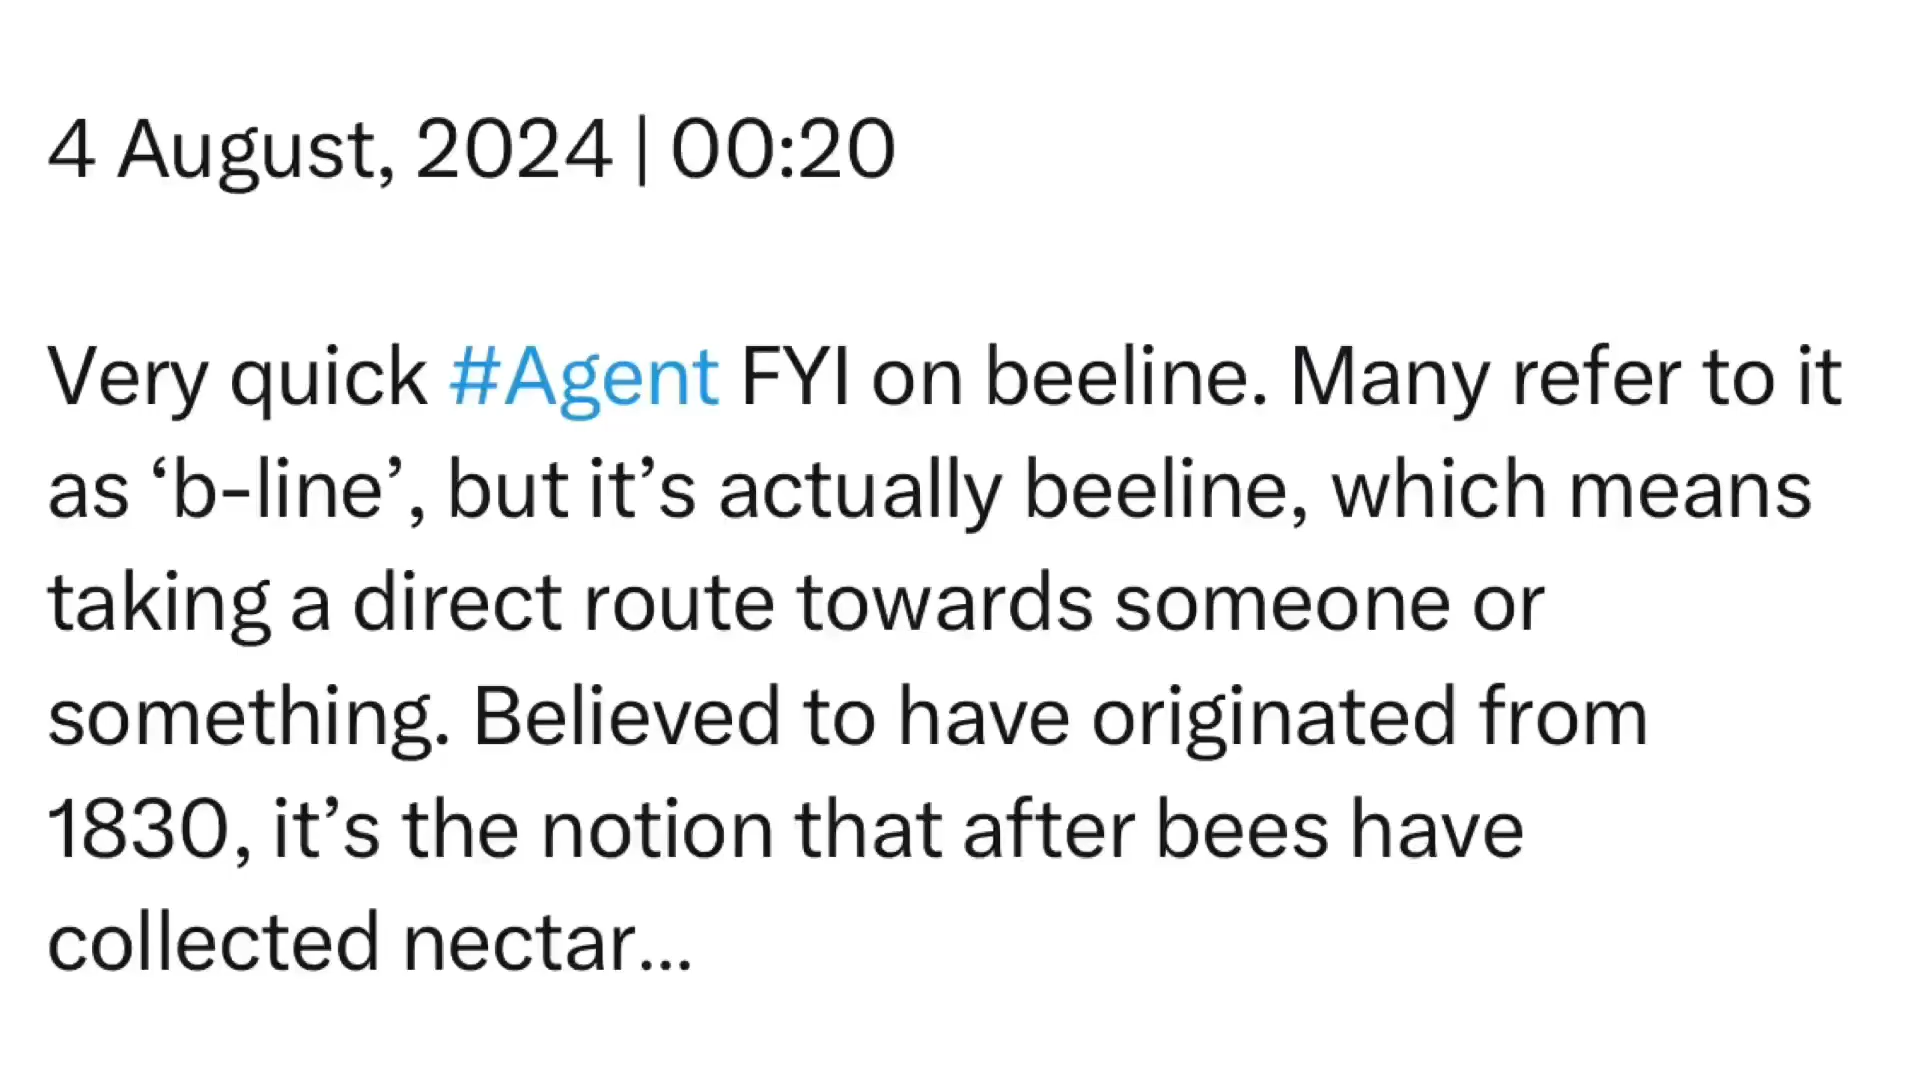 4 August, 2024 | 00:20
Very quick #Agent FYI on beeline. Many refer to it
as ‘b-line’, but it’s actually beeline, which means
taking a direct route towards someone or
something. Believed to have originated from
1830, it’s the notion that after bees have
collected nectar...